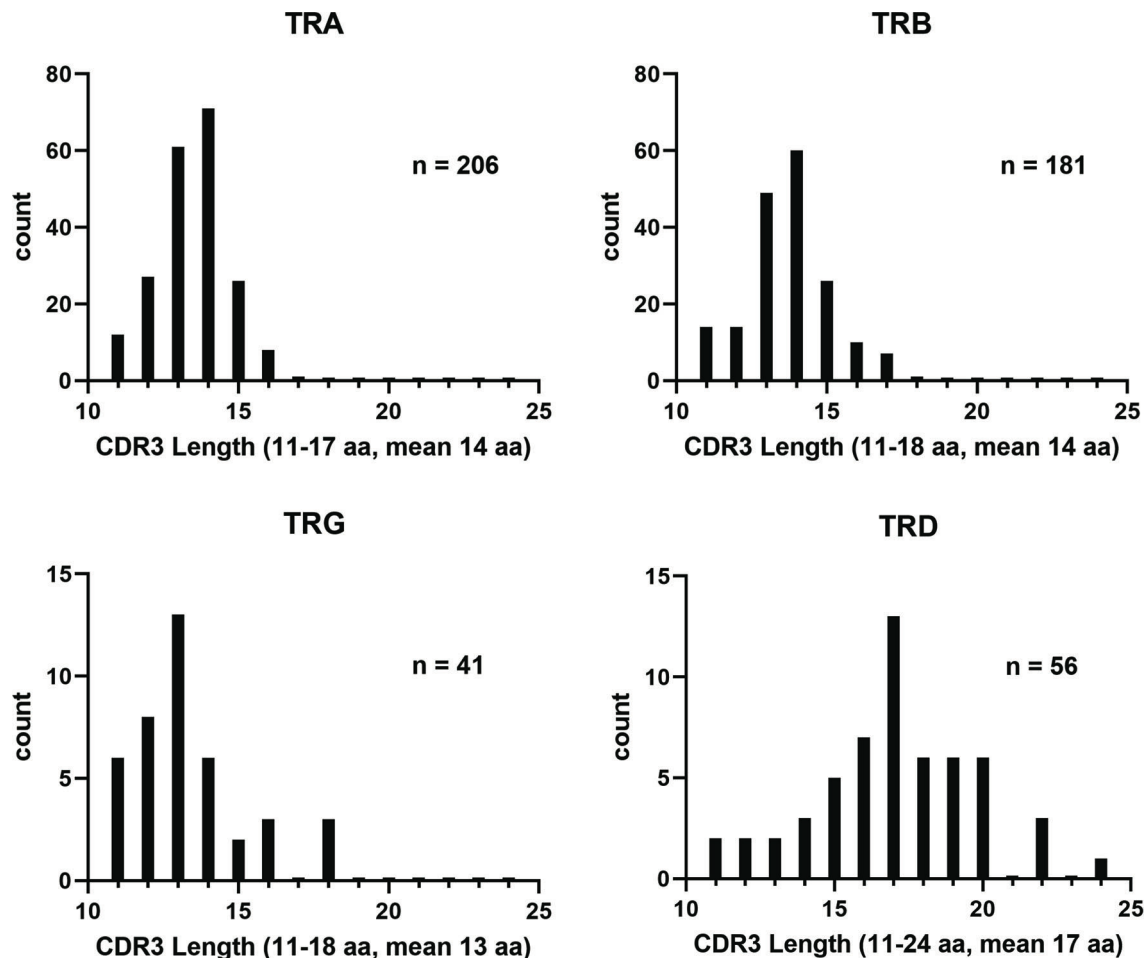 TRA
80
60
40
20
0
count
n = 206
10 15 20 25
CDR3 Length (11-17 aa, mean 14 aa)
TRB
80
60
40
20
0
count
n = 181
10 15 20 25
CDR3 Length (11-18 aa, mean 14 aa)
TRG
15
10
5
0
count
n = 41
10 15 20 25
CDR3 Length (11-18 aa, mean 13 aa)
TRD
15
10
5
0
count
n = 56
10 15 20 25
CDR3 Length (11-24 aa, mean 17 aa)